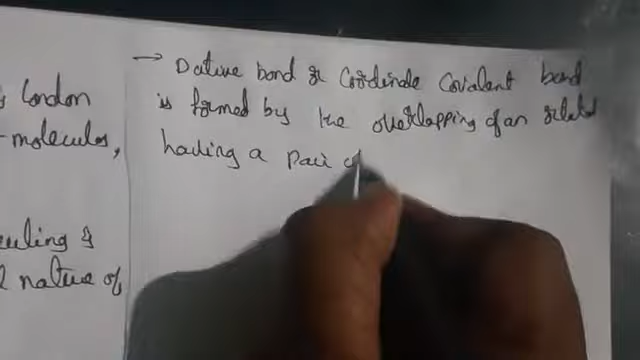 London
-molecules,
& nature of
→ Dative bond or Coordinate Covalent bond
is formed by the overlapping of an orbital
having a Pair